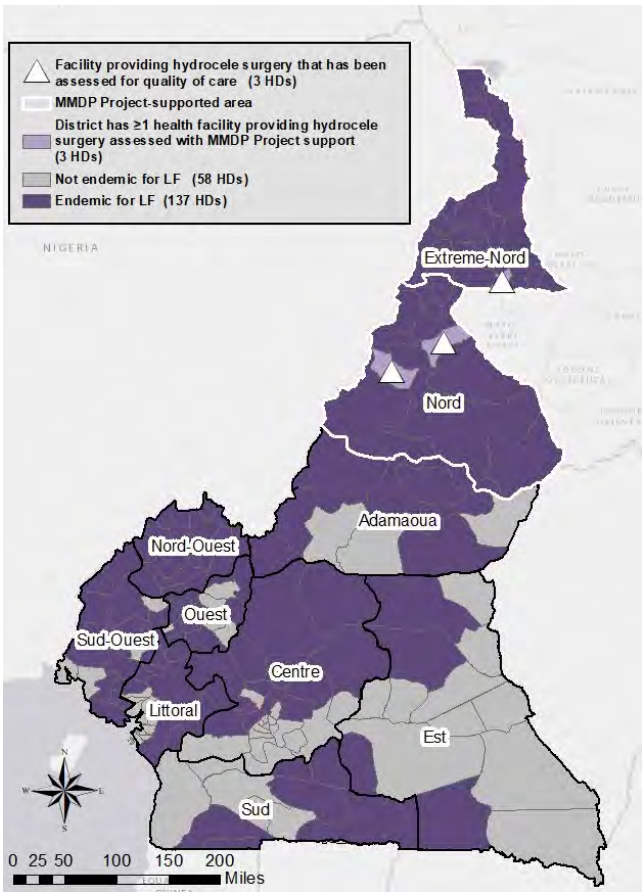 Facility providing hydrocele surgery that has been
assessed for quality of care (3 HDs)
MMDP Project-supported area
District has ≥1 health facility providing hydrocele
surgery assessed with MMDP Project support
(3 HDs)
Not endemic for LF (58 HDs)
Endemic for LF (137 HDs)
NIGERIA
Extreme-Nord
Nord
Adamaoua
Nord-Ouest
Ouest
Sud-Ouest
Centre
Littoral
Est
Sud
N
W E
S
0 25 50 100 150 200
Miles